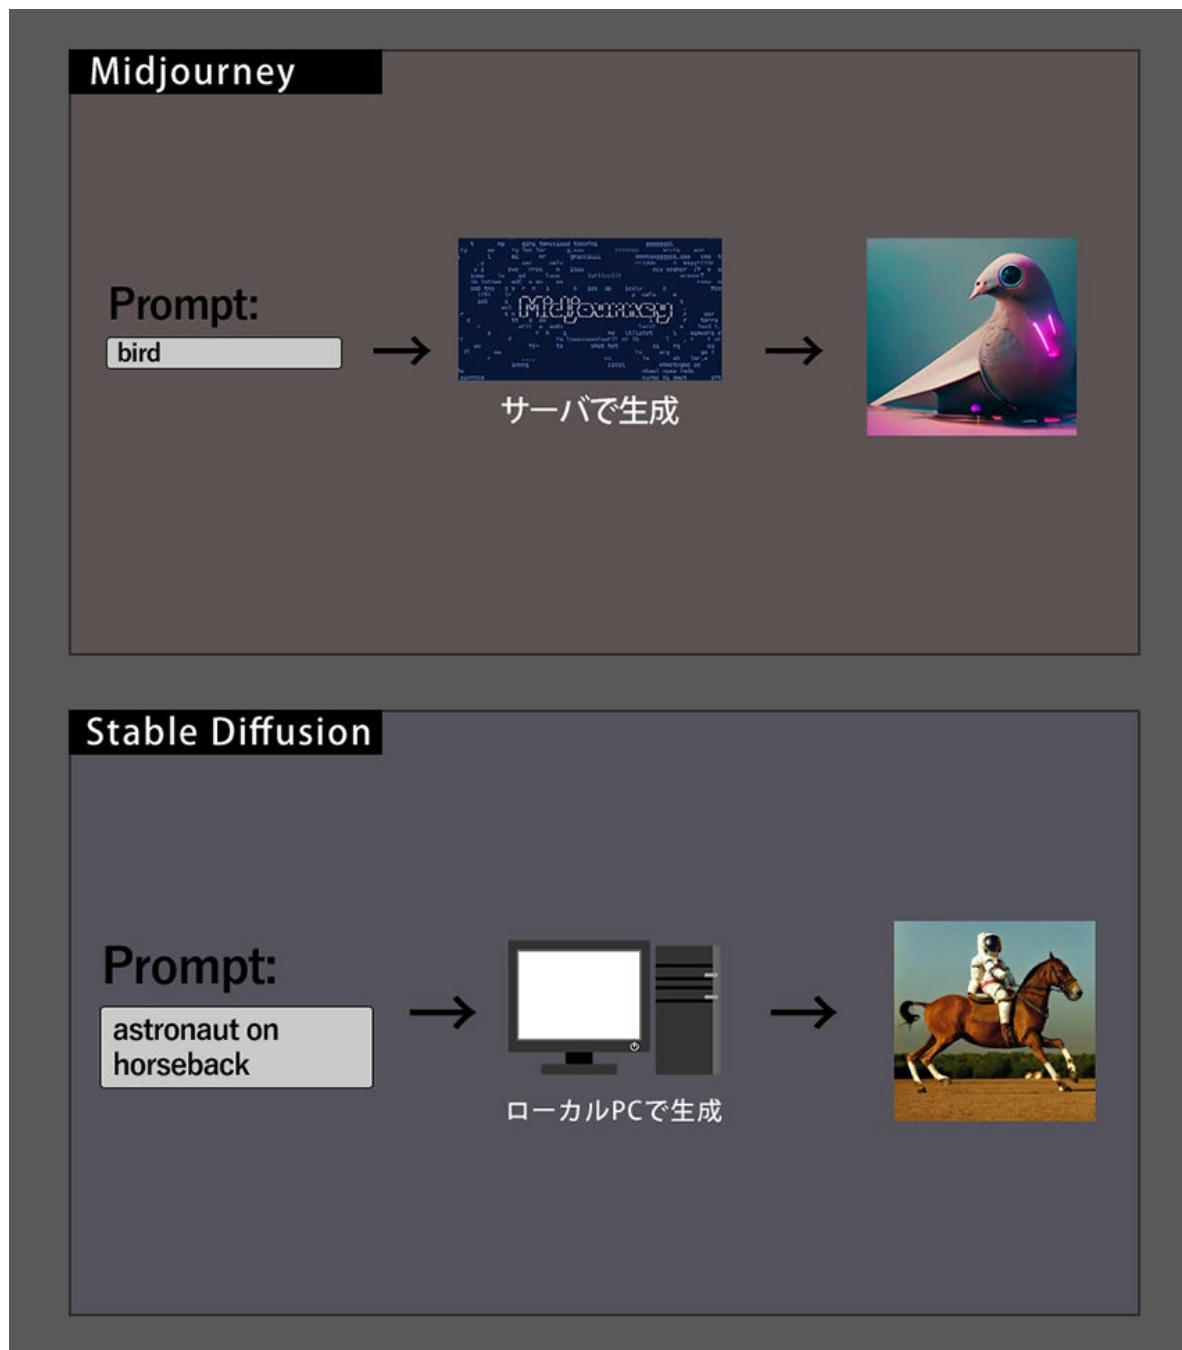 Midjourney
Prompt:
bird
Midjourney
サーバで生成
Stable Diffusion
Prompt:
astronaut on
horseback
ローカルPCで生成